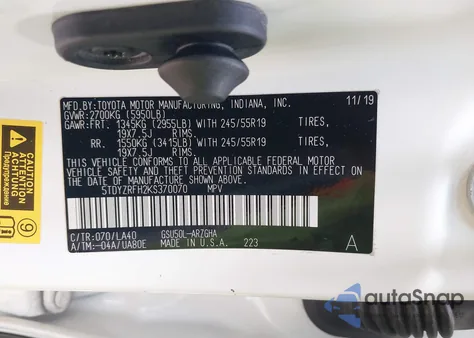 MFD. BY: TOYOTA MOTOR MANUFACTURING, INDIANA, INC. 11/19
GVWR: 2700KG (5950LB)
GAWR: FRT. 1345KG (2955LB) WITH 245/55R19 TIRES,
19X7.5J RIMS.
RR. 1550KG (3415LB) WITH 245/55R19 TIRES,
19X7.5J RIMS.
THIS VEHICLE CONFORMS TO ALL APPLICABLE FEDERAL MOTOR
VEHICLE SAFETY AND THEFT PREVENTION STANDARDS IN EFFECT
ON THE DATE OF MANUFACTURE SHOWN ABOVE.
5TDYZRFH2KS370070 MPV
C/TR: 070/LA40 GSU50L-ARZGHA
A/TM: -04A/UAB0E MADE IN U.S.A. 223 A
autoSnap